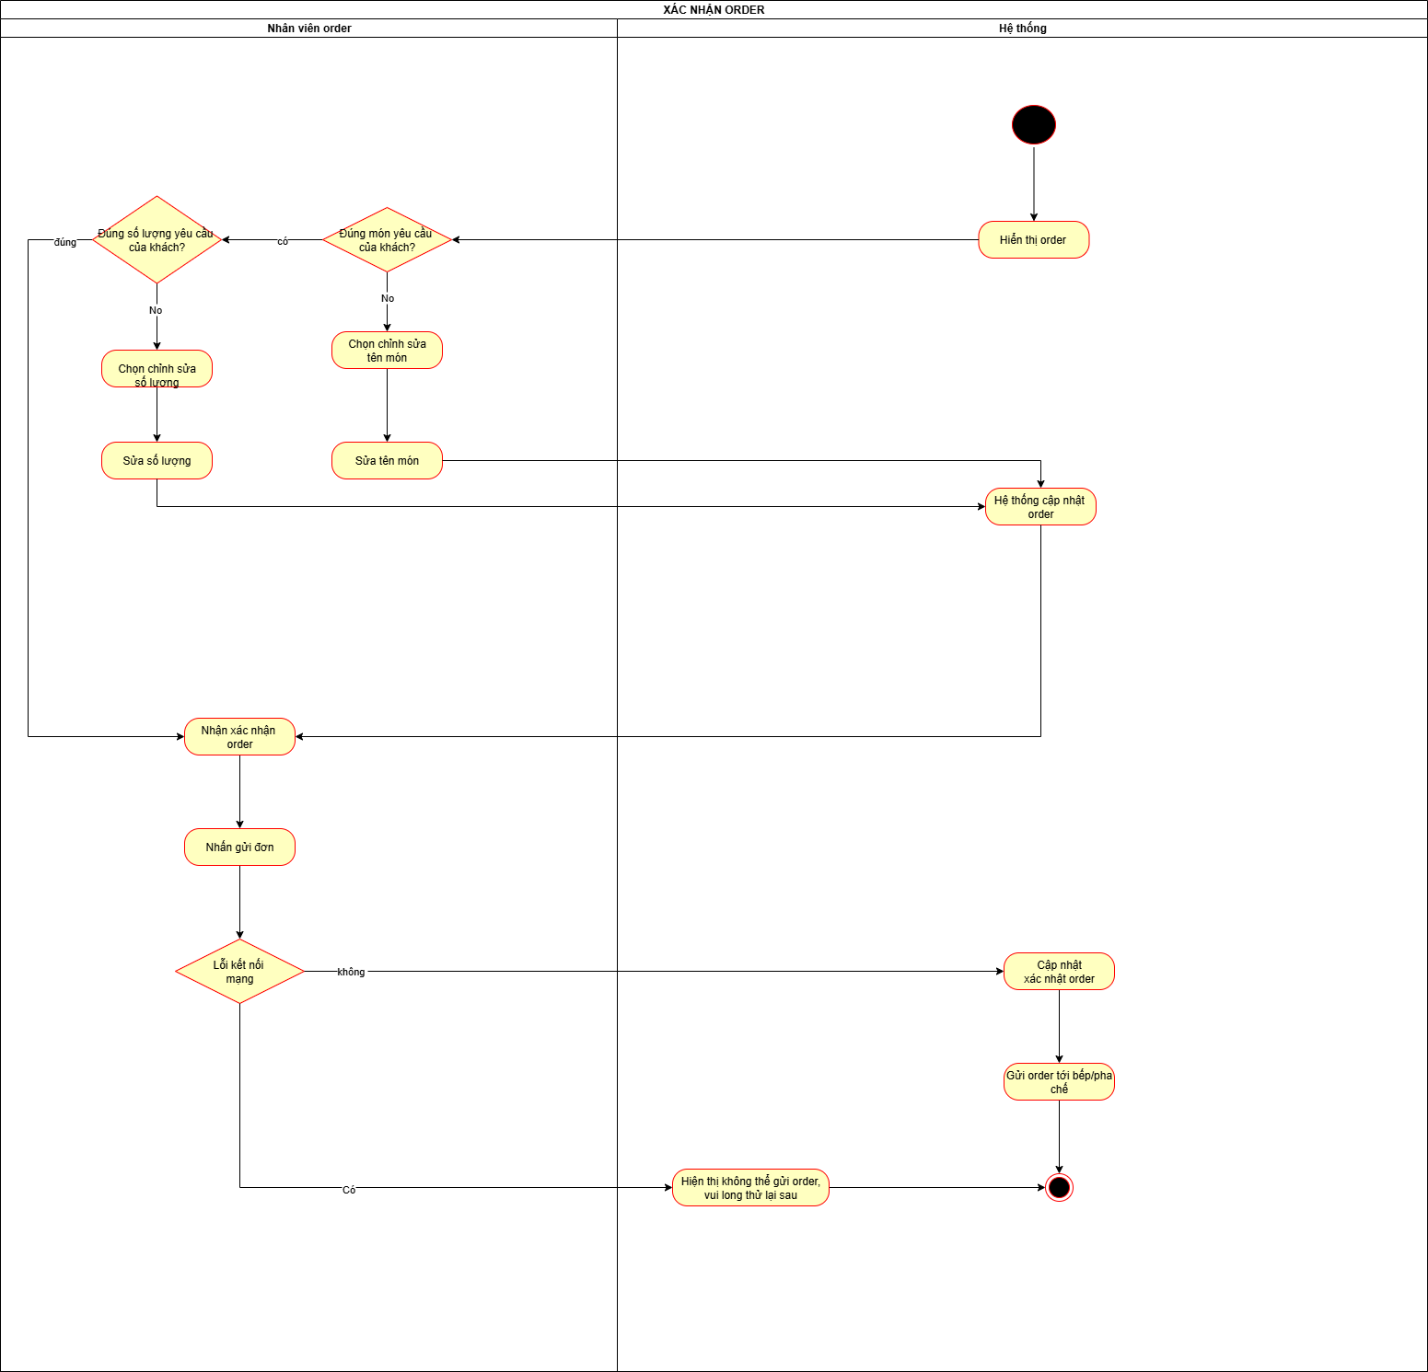 XÁC NHẬN ORDER
Nhân viên order
Hệ thống
Hiển thị order
Đúng món yêu cầu
của khách?
có
Đúng số lượng yêu cầu
của khách?
đúng
No
No
Chọn chỉnh sửa
tên món
Chọn chỉnh sửa
số lượng
Sửa số lượng
Sửa tên món
Hệ thống cập nhật
order
Nhận xác nhận
order
Nhấn gửi đơn
Lỗi kết nối
mạng
không
Cập nhật
xác nhật order
Gửi order tới bếp/pha
chế
Có
Hiện thị không thể gửi order,
vui long thử lại sau